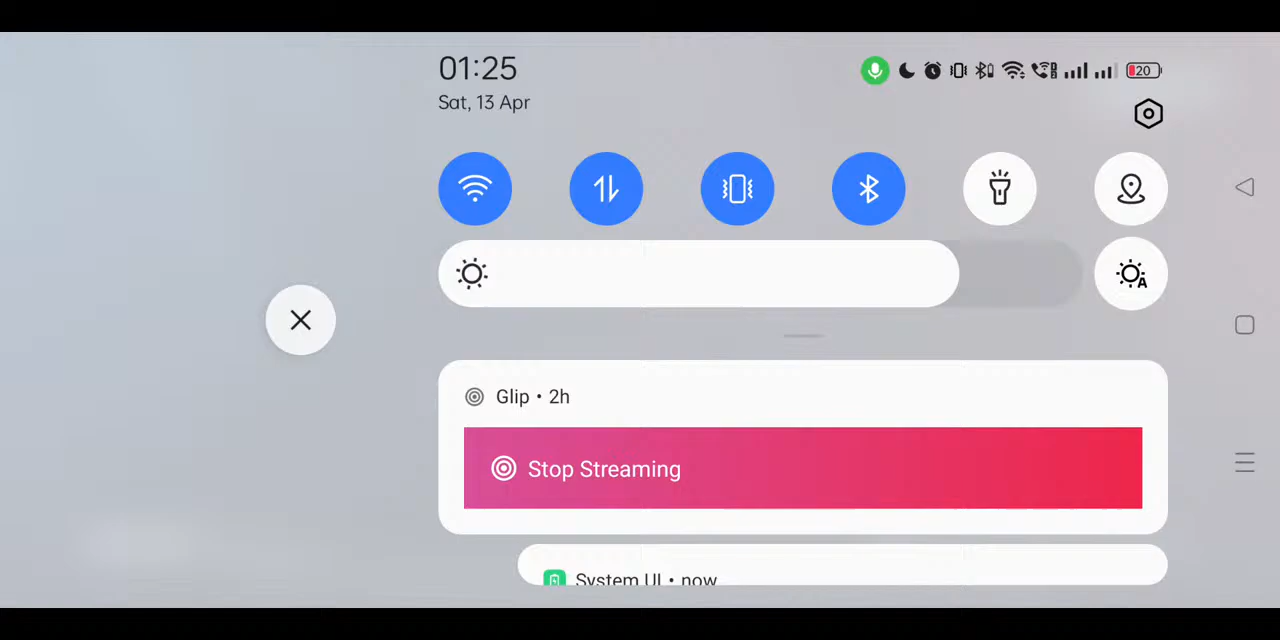 01:25
Sat, 13 Apr
20
A
Glip • 2h
Stop Streaming
System UI • now